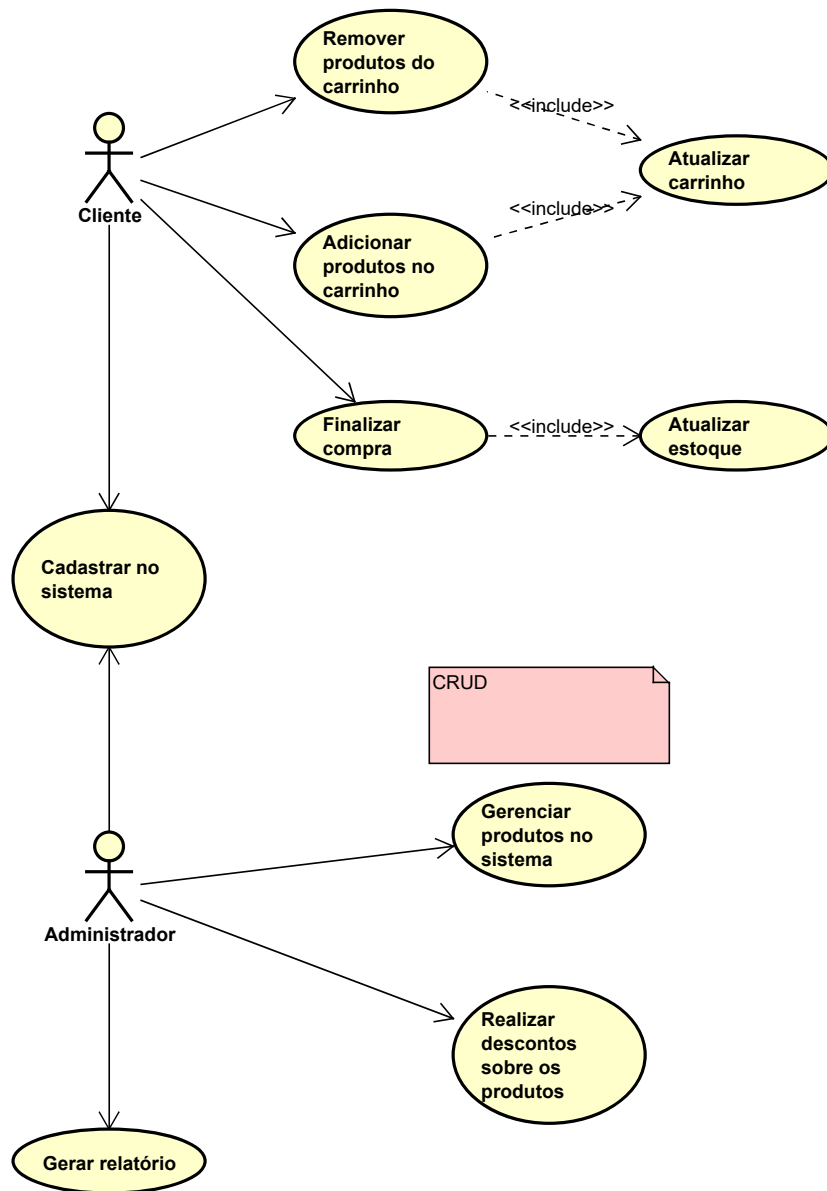 Remover
produtos do
carrinho
<<include>>
Atualizar
carrinho
Cliente
<<include>>
Adicionar
produtos no
carrinho
Finalizar
compra
<<include>>
Atualizar
estoque
Cadastrar no
sistema
CRUD
Gerenciar
produtos no
sistema
Administrador
Realizar
descontos
sobre os
produtos
Gerar relatório